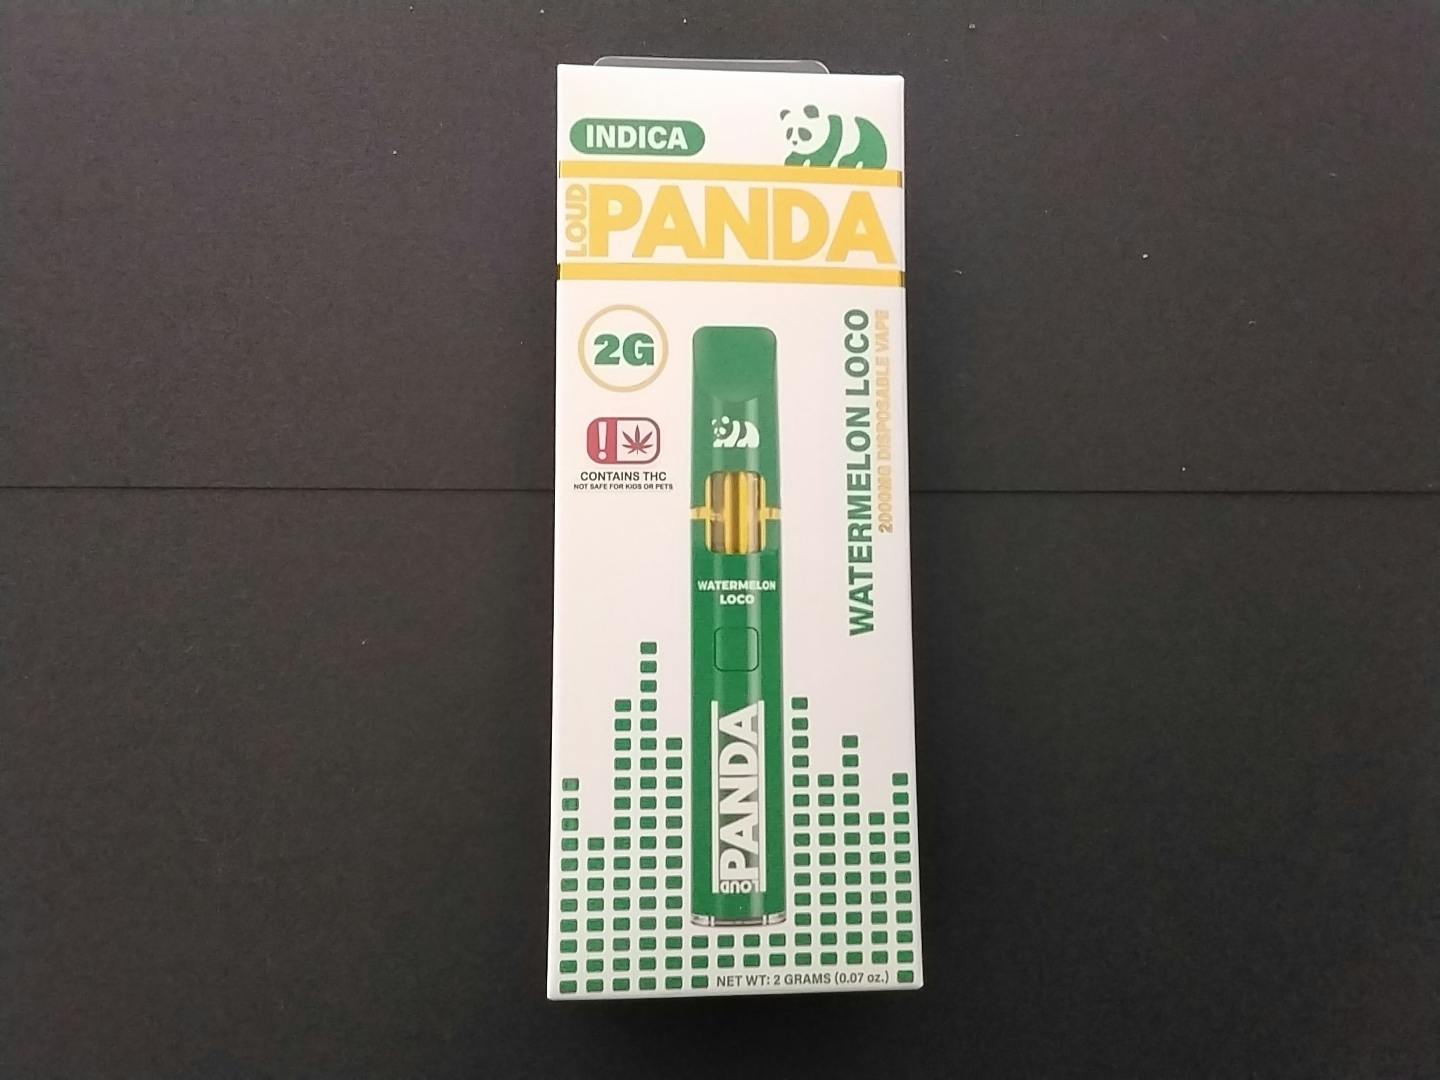 INDICA
LOUD
PANDA
2G
CONTAINS THC
NOT SAFE FOR KIDS OR PETS
WATERMELON LOCO
2000MG DISPOSABLE VAPE
WATERMELON
LOCO
PANDA
LOUD
NET WT: 2 GRAMS (0.07 oz.)